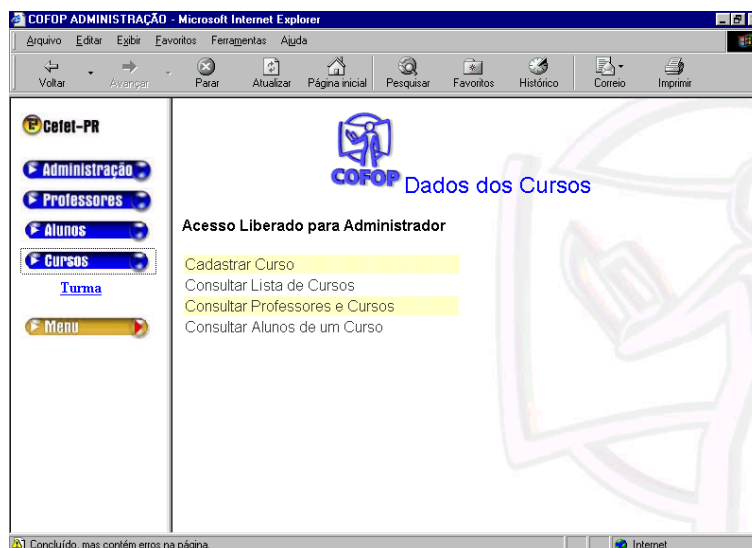 COFOP ADMINISTRAÇÃO - Microsoft Internet Explorer
Arquivo Editar Exibir Favoritos Ferramentas Ajuda
Voltar Avançar Parar Atualizar Página inicial Pesquisar Favoritos Histórico Correio Imprimir
Cefet-PR
Administração
Professores
Alunos
Cursos
Turma
Menu
COFOP Dados dos Cursos
Acesso Liberado para Administrador
Cadastrar Curso
Consultar Lista de Cursos
Consultar Professores e Cursos
Consultar Alunos de um Curso
Concluído, mas contém erros na página. Internet